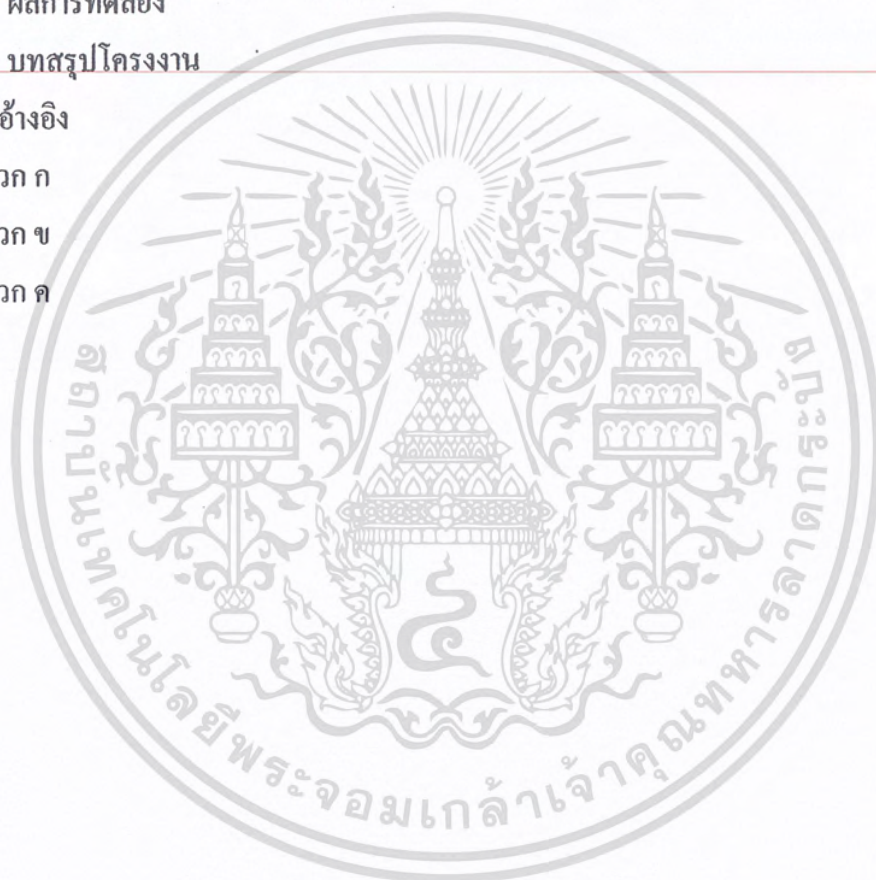 ผลการทดลอง
บทสรุปโครงงาน
อ้างอิง
วก ก
วก ข
วก ค
สถาบันเทคโนโลยีพระจอมเกล้าเจ้าคุณทหารลาดกระบัง
๔